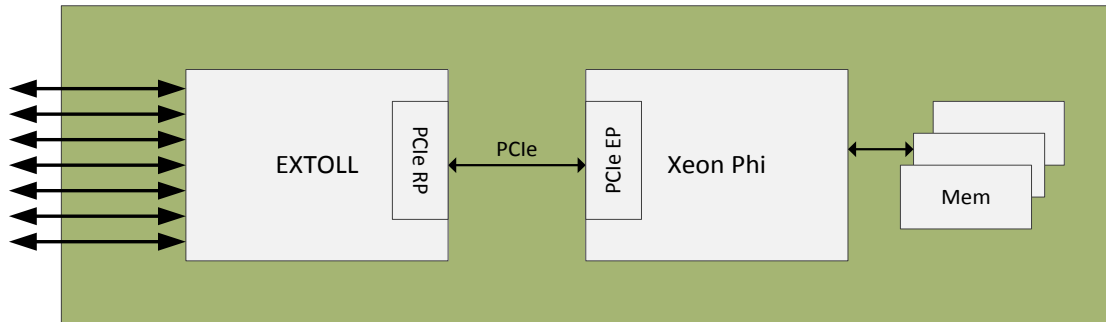 EXTOLL
PCIe RP
PCIe
PCIe EP
Xeon Phi
Mem